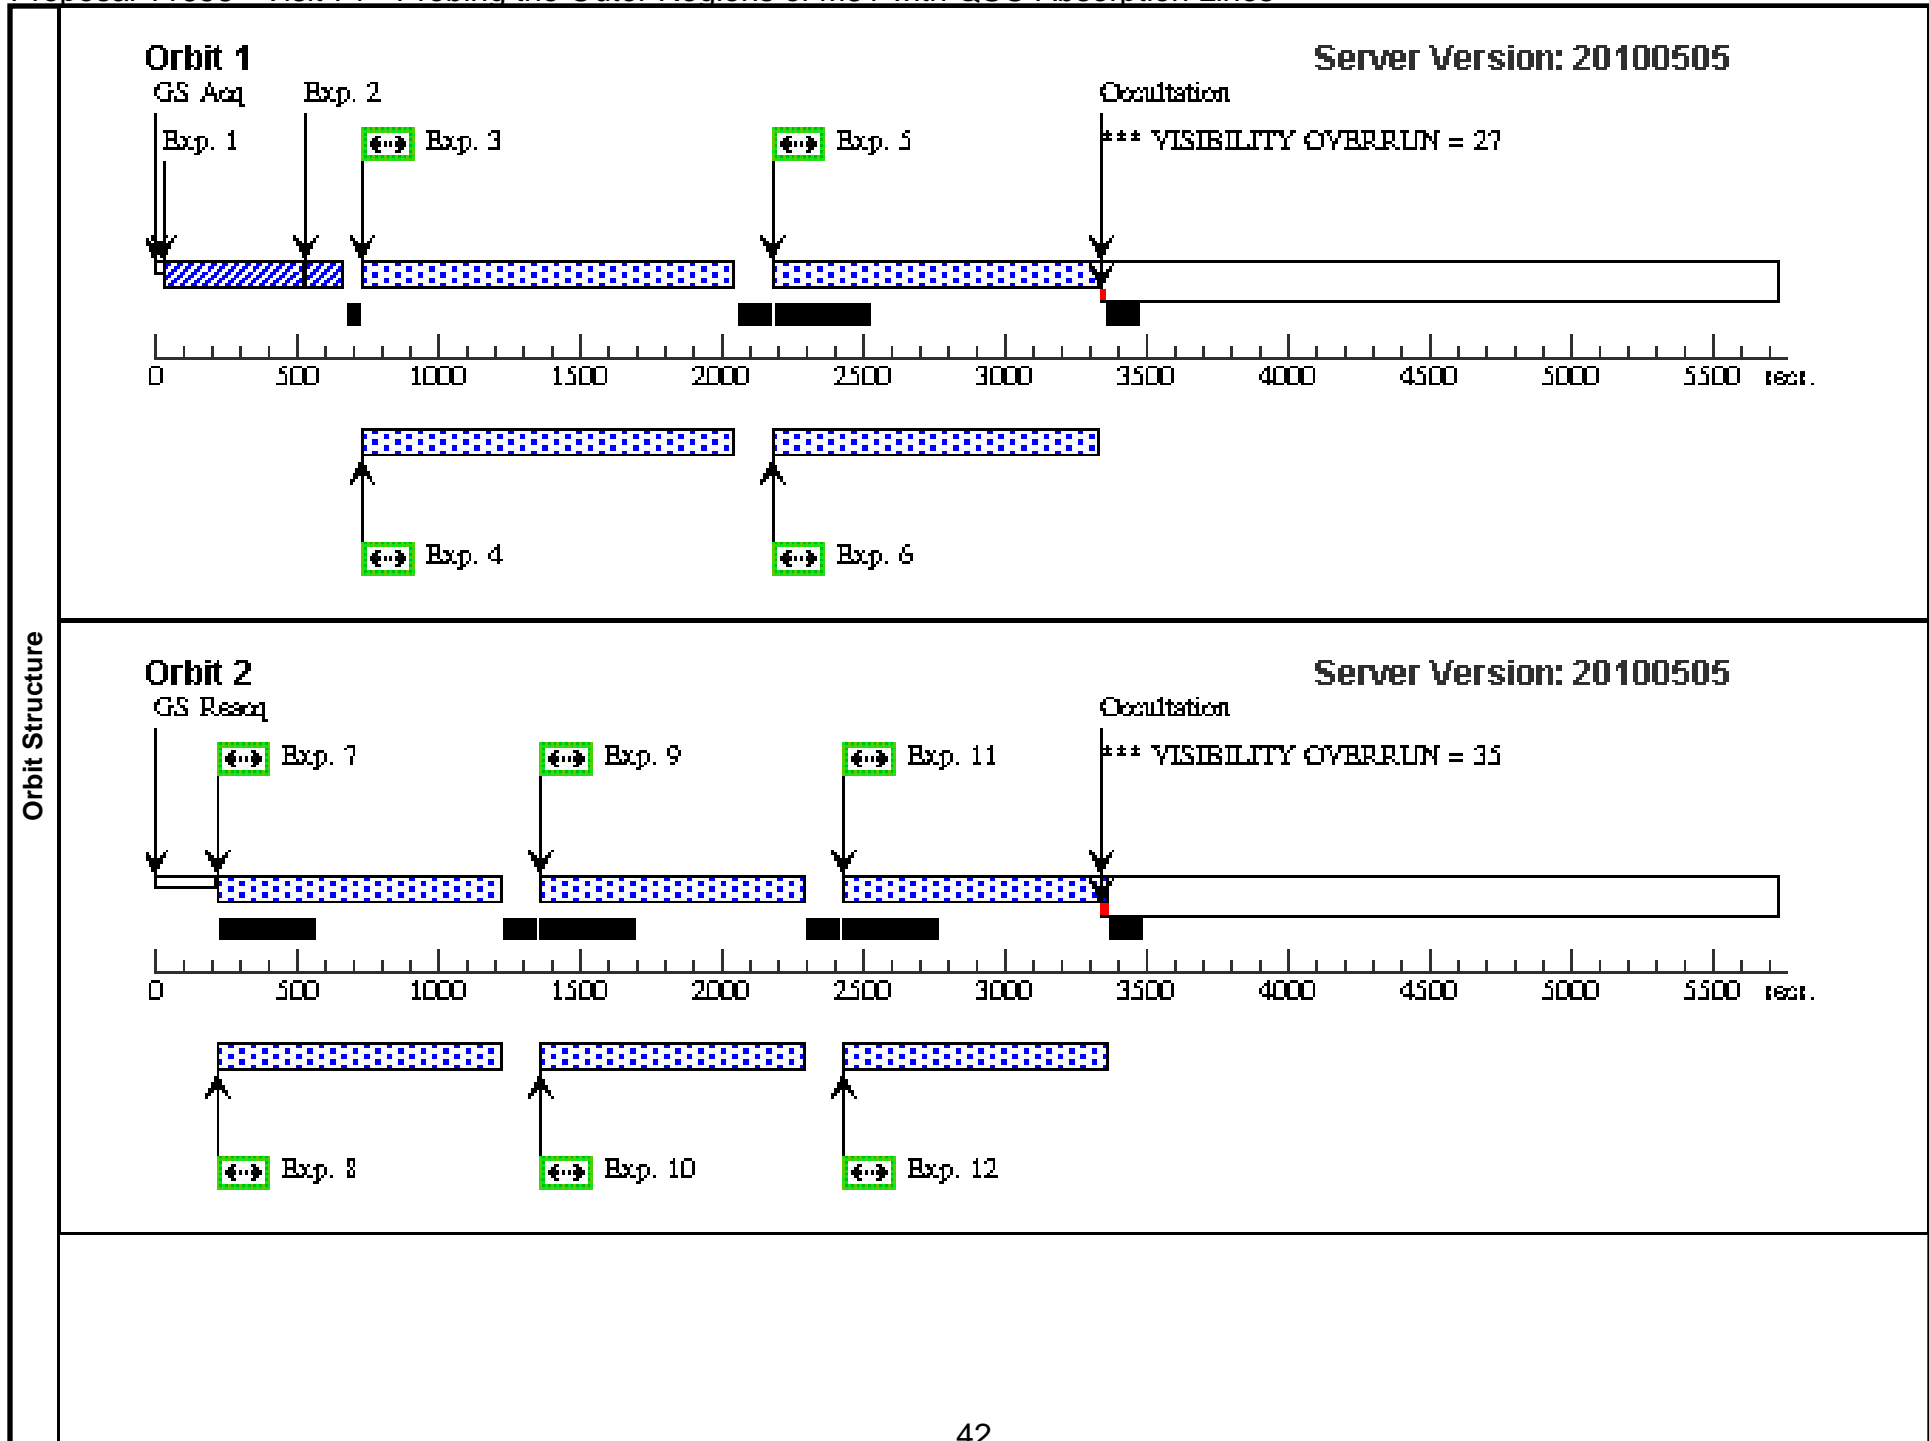 Orbit Structure
Orbit 1
Server Version: 20100505
GS Acq Exp. 2 Occultation
Exp. 1 Exp. 3 Exp. 5 *** VISIBILITY OVERRUN = 27
0 500 1000 1500 2000 2500 3000 3500 4000 4500 5000 5500 secs.
Exp. 4 Exp. 6
Orbit 2
Server Version: 20100505
GS Reacq Occultation
Exp. 7 Exp. 9 Exp. 11 *** VISIBILITY OVERRUN = 35
0 500 1000 1500 2000 2500 3000 3500 4000 4500 5000 5500 secs.
Exp. 8 Exp. 10 Exp. 12
42